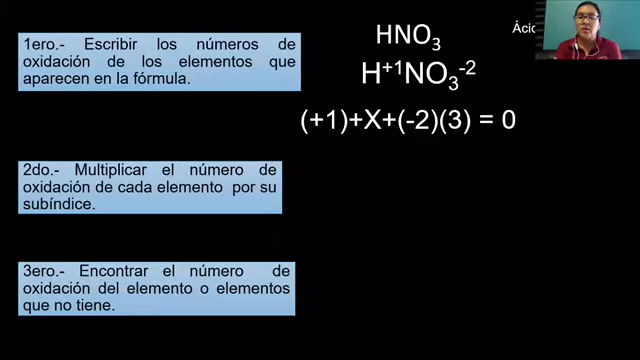 1ero.- Escribir los números de
oxidación de los elementos que
aparecen en la fórmula.
HNO₃
H⁺¹NO₃⁻²
(+1)+X+(-2)(3) = 0
2do.- Multiplicar el número de
oxidación de cada elemento por su
subíndice.
3ero.- Encontrar el número de
oxidación del elemento o elementos
que no tiene.